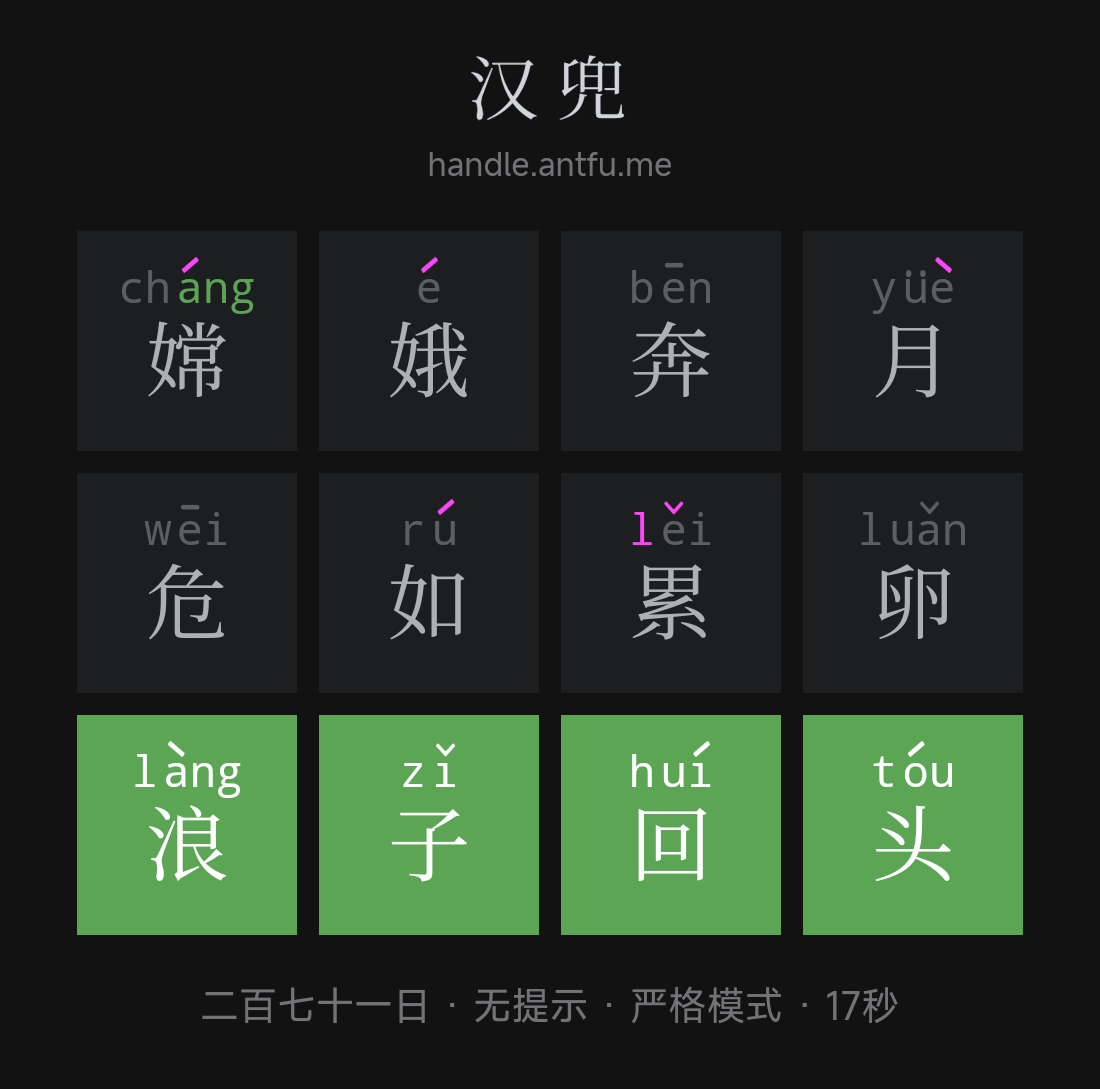 汉兜
handle.antfu.me
cháng é bēn yüè
嫦 娥 奔 月
wēi rú lěi luǎn
危 如 累 卵
làng zǐ huí tóu
浪 子 回 头
二百七十一日 · 无提示 · 严格模式 · 17秒